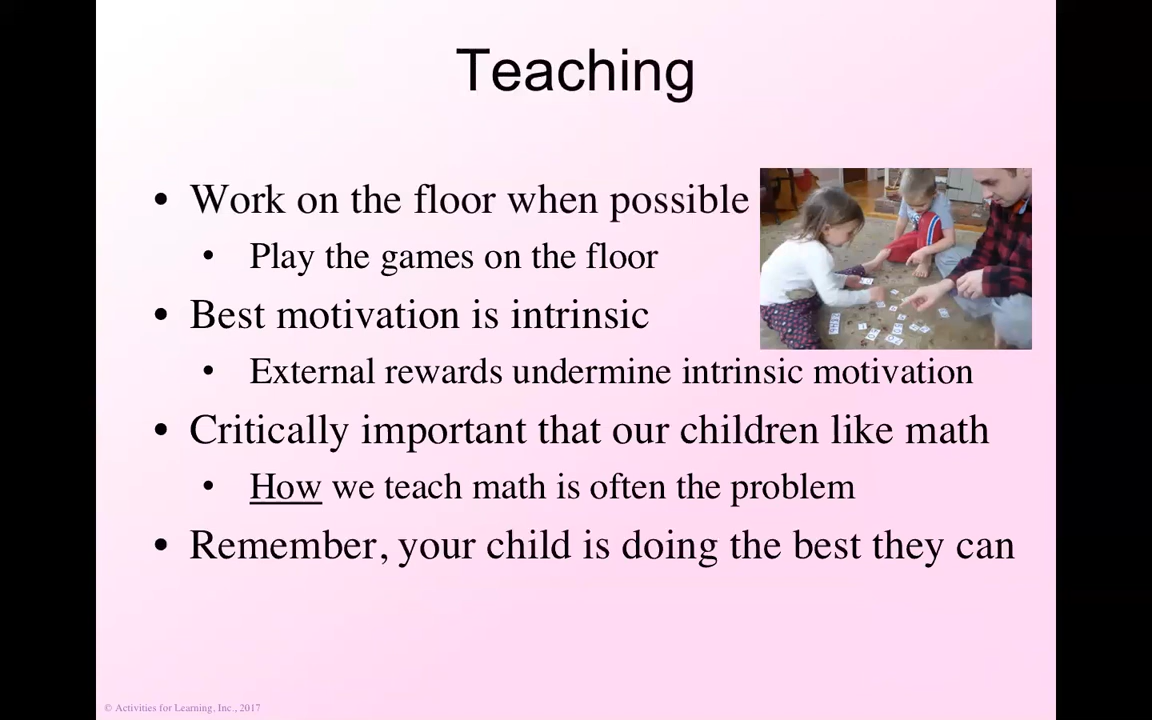 Teaching
• Work on the floor when possible
• Play the games on the floor
• Best motivation is intrinsic
• External rewards undermine intrinsic motivation
• Critically important that our children like math
• How we teach math is often the problem
• Remember, your child is doing the best they can
© Activities for Learning, Inc., 2017